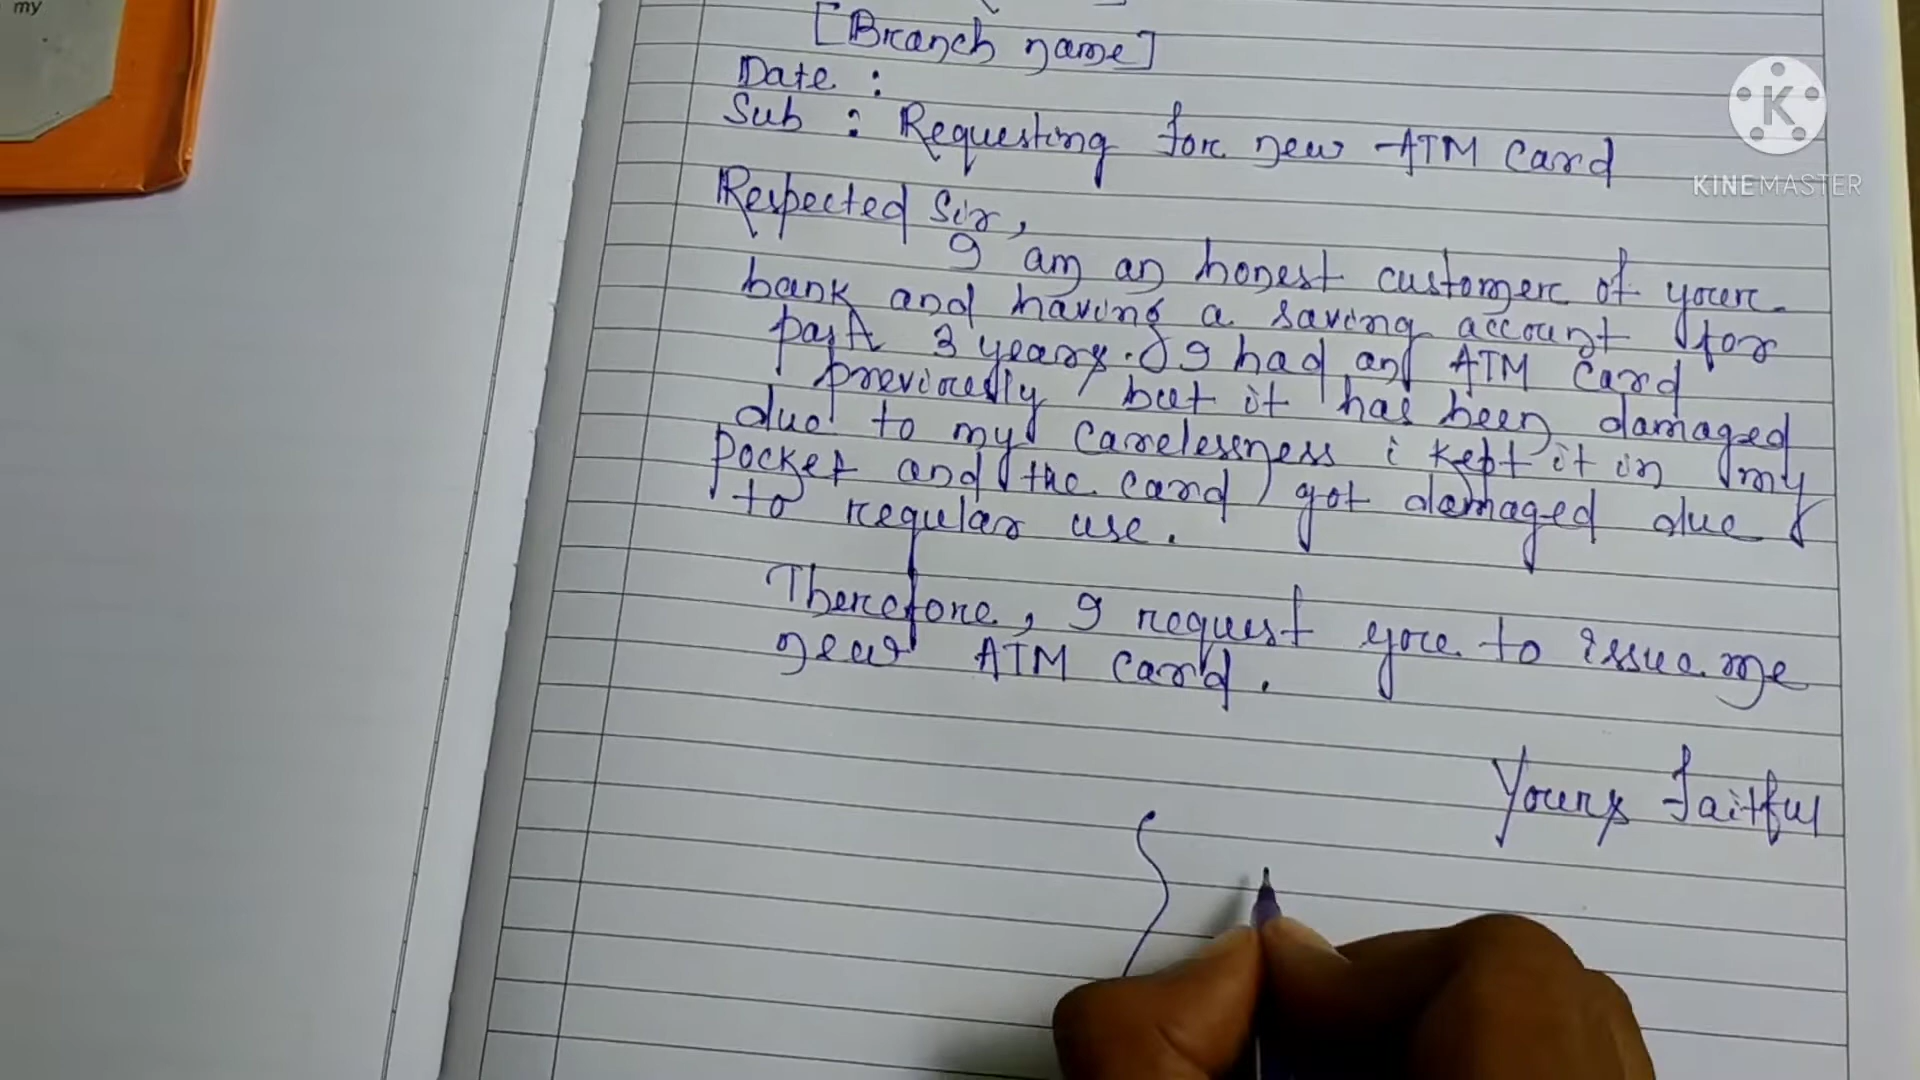 my
[Branch name]
Date :
Sub : Requesting for new ATM Card
Respected Sir,
I am an honest customer of your
bank and having a saving account for
past 3 years. I had an ATM Card
previously, but it has been damaged
due to my carelessness i kept it in my
Pocket and the card got damaged due
to regular use.
Therefore, I request you to issue me
new ATM Card.
Yours faitful
KINEMASTER